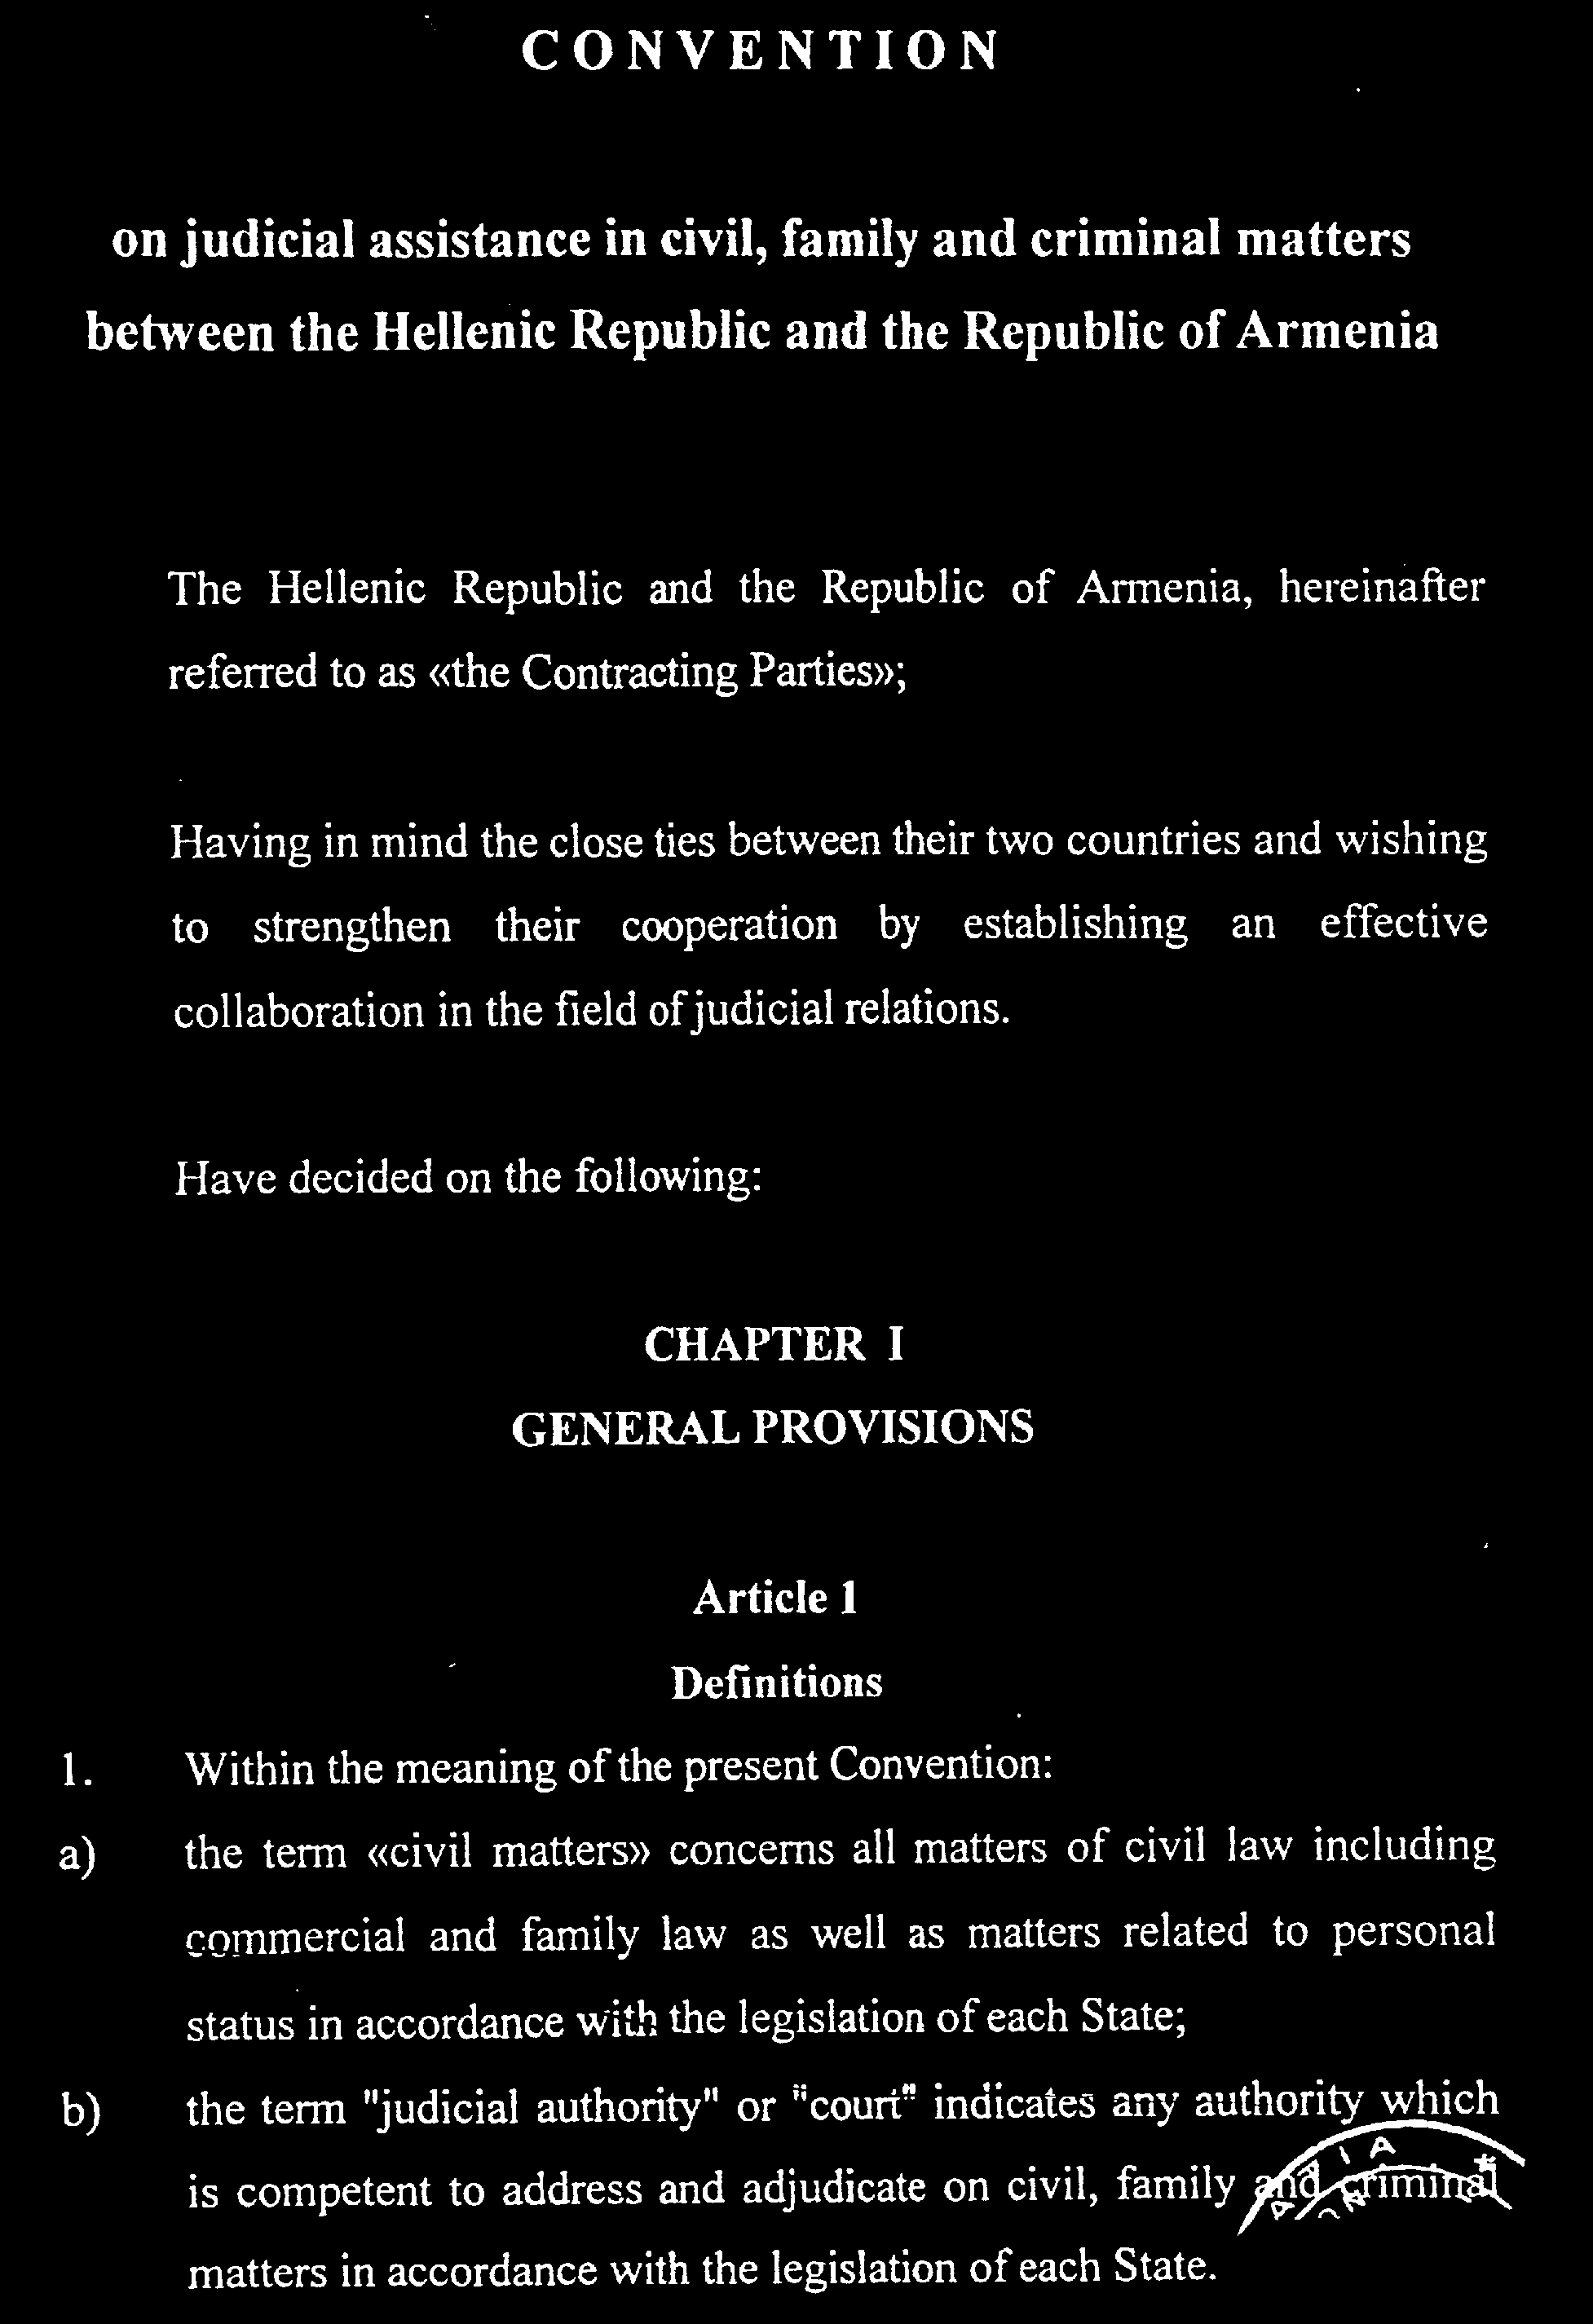 CONVENTION
on judicial assistance in civil, family and criminal matters
between the Hellenic Republic and the Republic of Armenia
The Hellenic Republic and the Republic of Armenia, hereinafter
referred to as «the Contracting Parties»;
Having in mind the close ties between their two countries and wishing
to strengthen their cooperation by establishing an effective
collaboration in the field of judicial relations.
Have decided on the following:
CHAPTER I
GENERAL PROVISIONS
Article 1
Definitions
1. Within the meaning of the present Convention:
a) the term «civil matters» concerns all matters of civil law including
commercial and family law as well as matters related to personal
status in accordance with the legislation of each State;
b) the term "judicial authority" or "court" indicates any authority which
is competent to address and adjudicate on civil, family and criminal
matters in accordance with the legislation of each State.